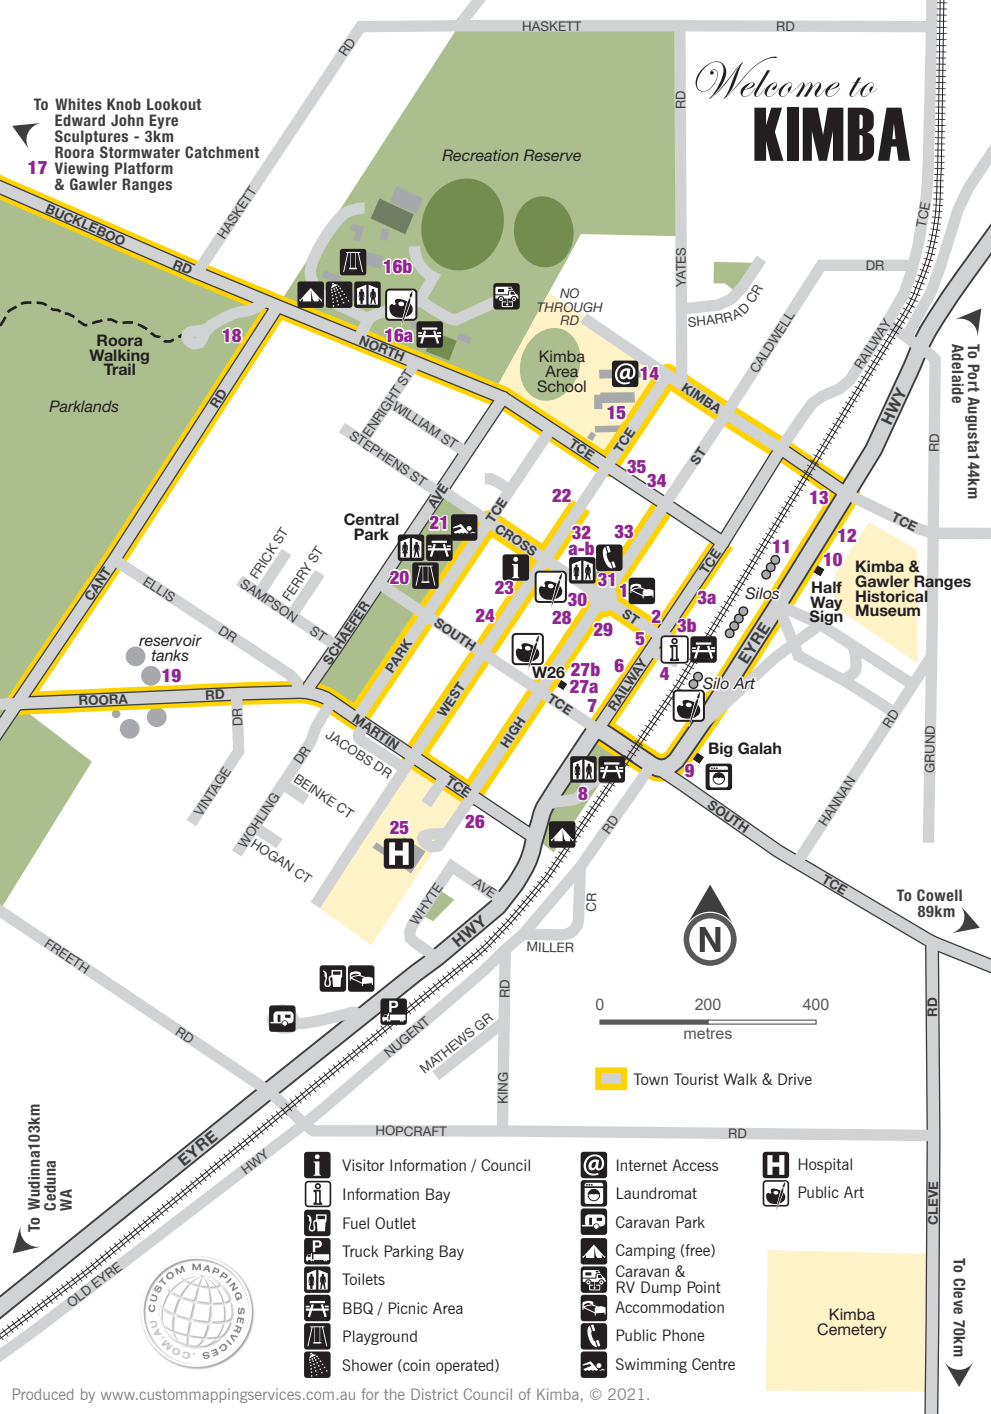 HASKETT
RD
RD
RD
Welcome to
KIMBA
To Whites Knob Lookout
Edward John Eyre
Sculptures - 3km
Roora Stormwater Catchment
17 Viewing Platform
& Gawler Ranges
Recreation Reserve
HASKETT
TCE
BUCKLEBOO
RD
YATES
DR
16b
NO
THROUGH
RD
SHARRAD CR
CALDWELL
RAILWAY
Roora
Walking
Trail
18
16a
NORTH
Kimba
Area
School
@ 14
To Port Augusta144km
Adelaide
Parklands
RD
ENRIGHT ST
WILLIAM ST
STEPHENS ST
15
KIMBA
HWY
TCE
TCE
ST
RD
35
34
AVE
22
13
Central
Park
21
TCE
CROSS
32
a-b
33
TCE
TCE
12
11
10
Kimba &
Gawler Ranges
Historical
Museum
FRICK ST
FERRY ST
SAMPSON ST
20
i
23
31
30
1
3a
Silos
Half
Way
Sign
CANT
ELLIS
DR
24
28
29
ST
2
3b
5
EYRE
reservoir
tanks
19
SCHAEFER
PARK
SOUTH
W26
27b
27a
6
7
4
i
Silo Art
RAILWAY
ROORA
RD
WEST
HIGH
TCE
RD
DR
MARTIN
JACOBS DR
Big Galah
9
GRUND
VINTAGE
DR
WOHLING
BEINKE CT
HOGAN CT
TCE
26
8
SOUTH
HANNAN
25
H
RD
TCE
WHYTE
AVE
CR
To Cowell
89km
HWY
N
MILLER
FREETH
RD
P
NUGENT
MATHEWS GR
RD
KING
0 200 400
metres
RD
Town Tourist Walk & Drive
HOPCRAFT
RD
EYRE
HWY
OLD EYRE
To Wudinna103km
Ceduna
WA
CLEVE
i Visitor Information / Council
i Information Bay
Fuel Outlet
P Truck Parking Bay
Toilets
BBQ / Picnic Area
Playground
Shower (coin operated)
@ Internet Access
Laundromat
Caravan Park
Camping (free)
Caravan &
RV Dump Point
Accommodation
Public Phone
Swimming Centre
H Hospital
Public Art
Kimba
Cemetery
To Cleve 70km
CUSTOM MAPPING SERVICES.COM.AU
Produced by www.custommappingservices.com.au for the District Council of Kimba, © 2021.